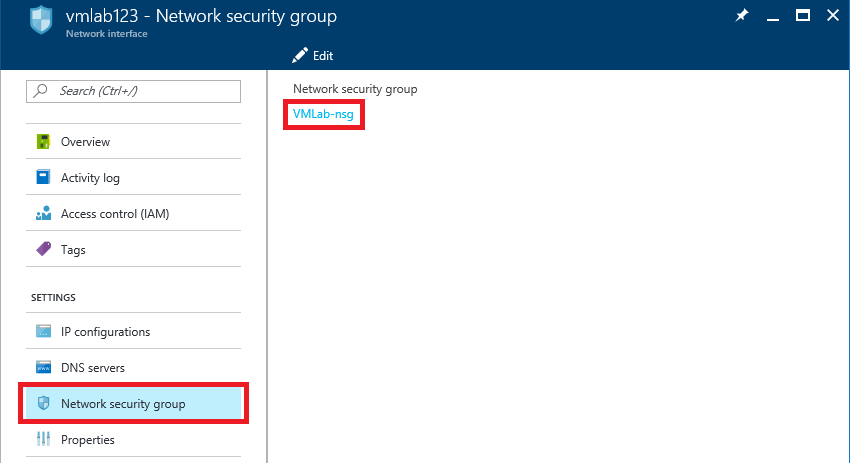 vmlab123 - Network security group
Network interface
Edit
Search (Ctrl+/)
Network security group
VMLab-nsg
Overview
Activity log
Access control (IAM)
Tags
SETTINGS
IP configurations
DNS servers
Network security group
Properties